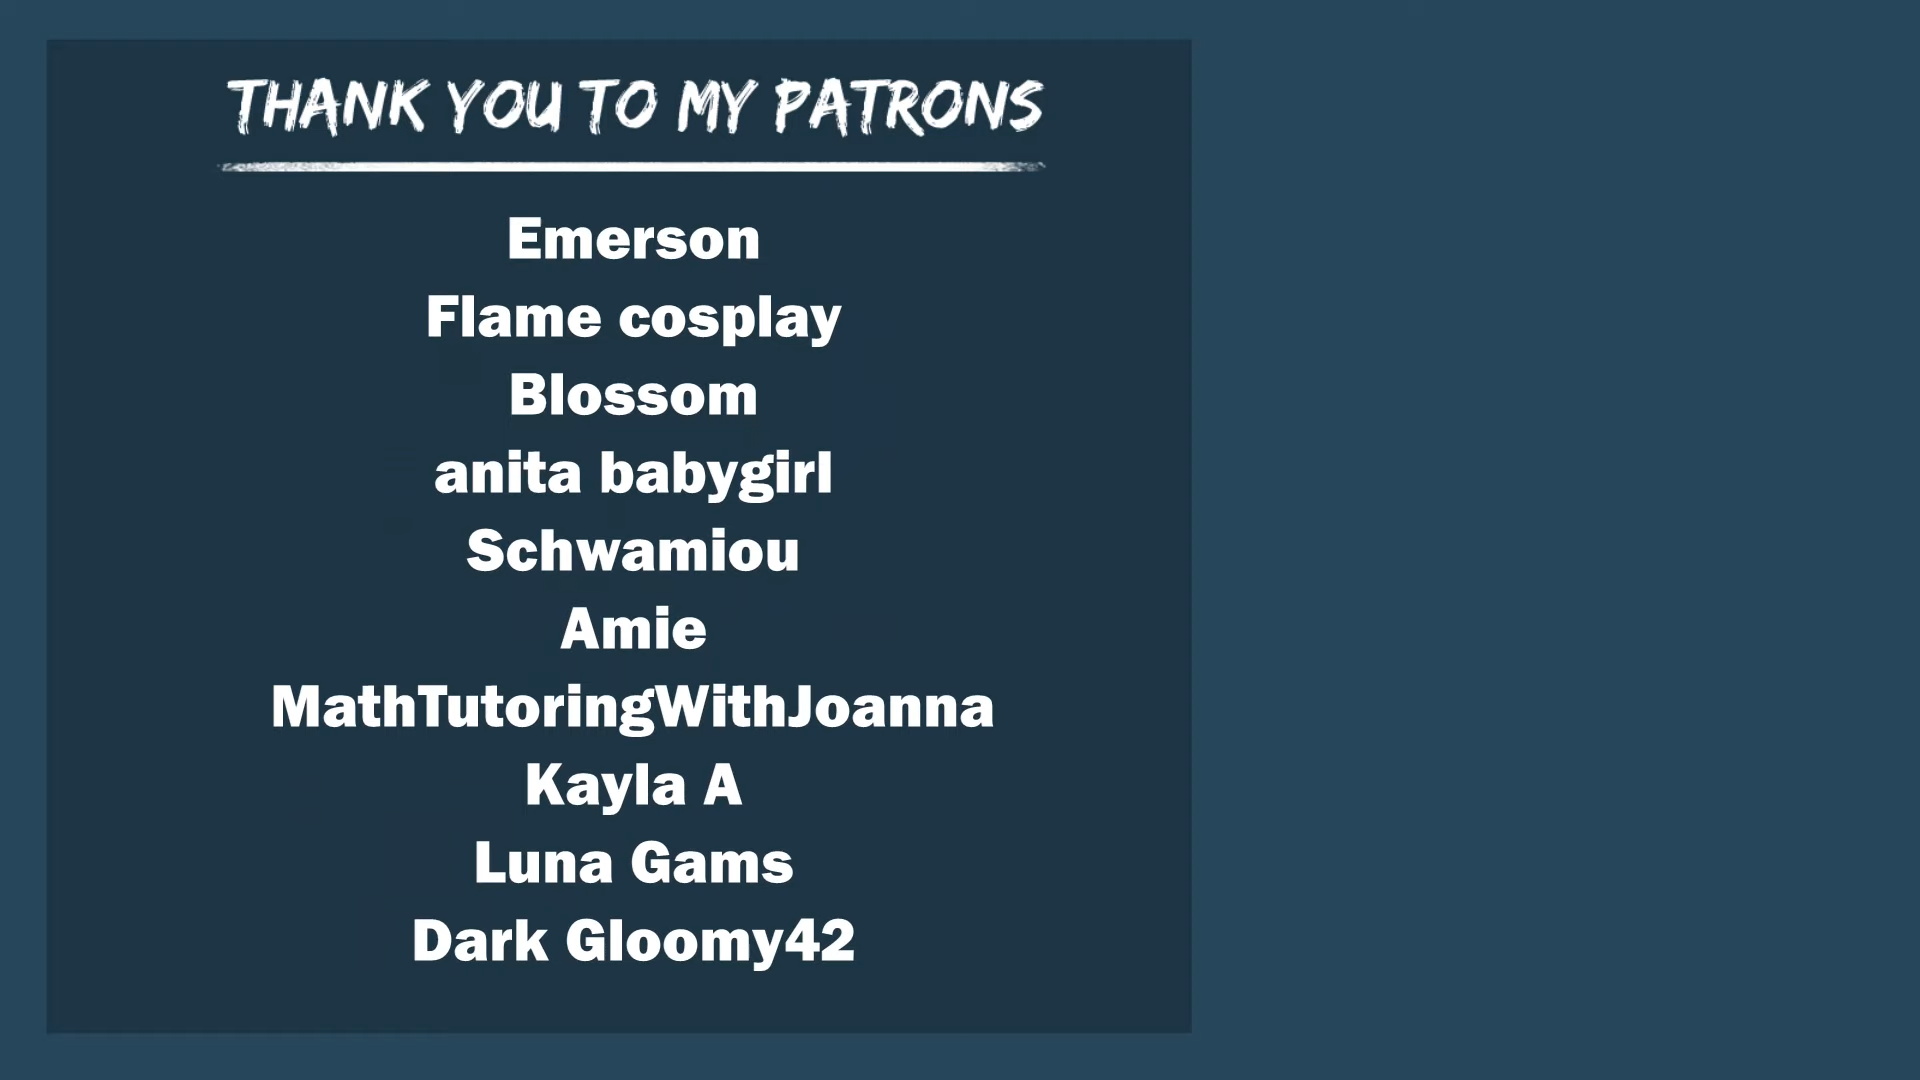 THANK YOU TO MY PATRONS
Emerson
Flame cosplay
Blossom
anita babygirl
Schwamiou
Amie
MathTutoringWithJoanna
Kayla A
Luna Gams
Dark Gloomy42